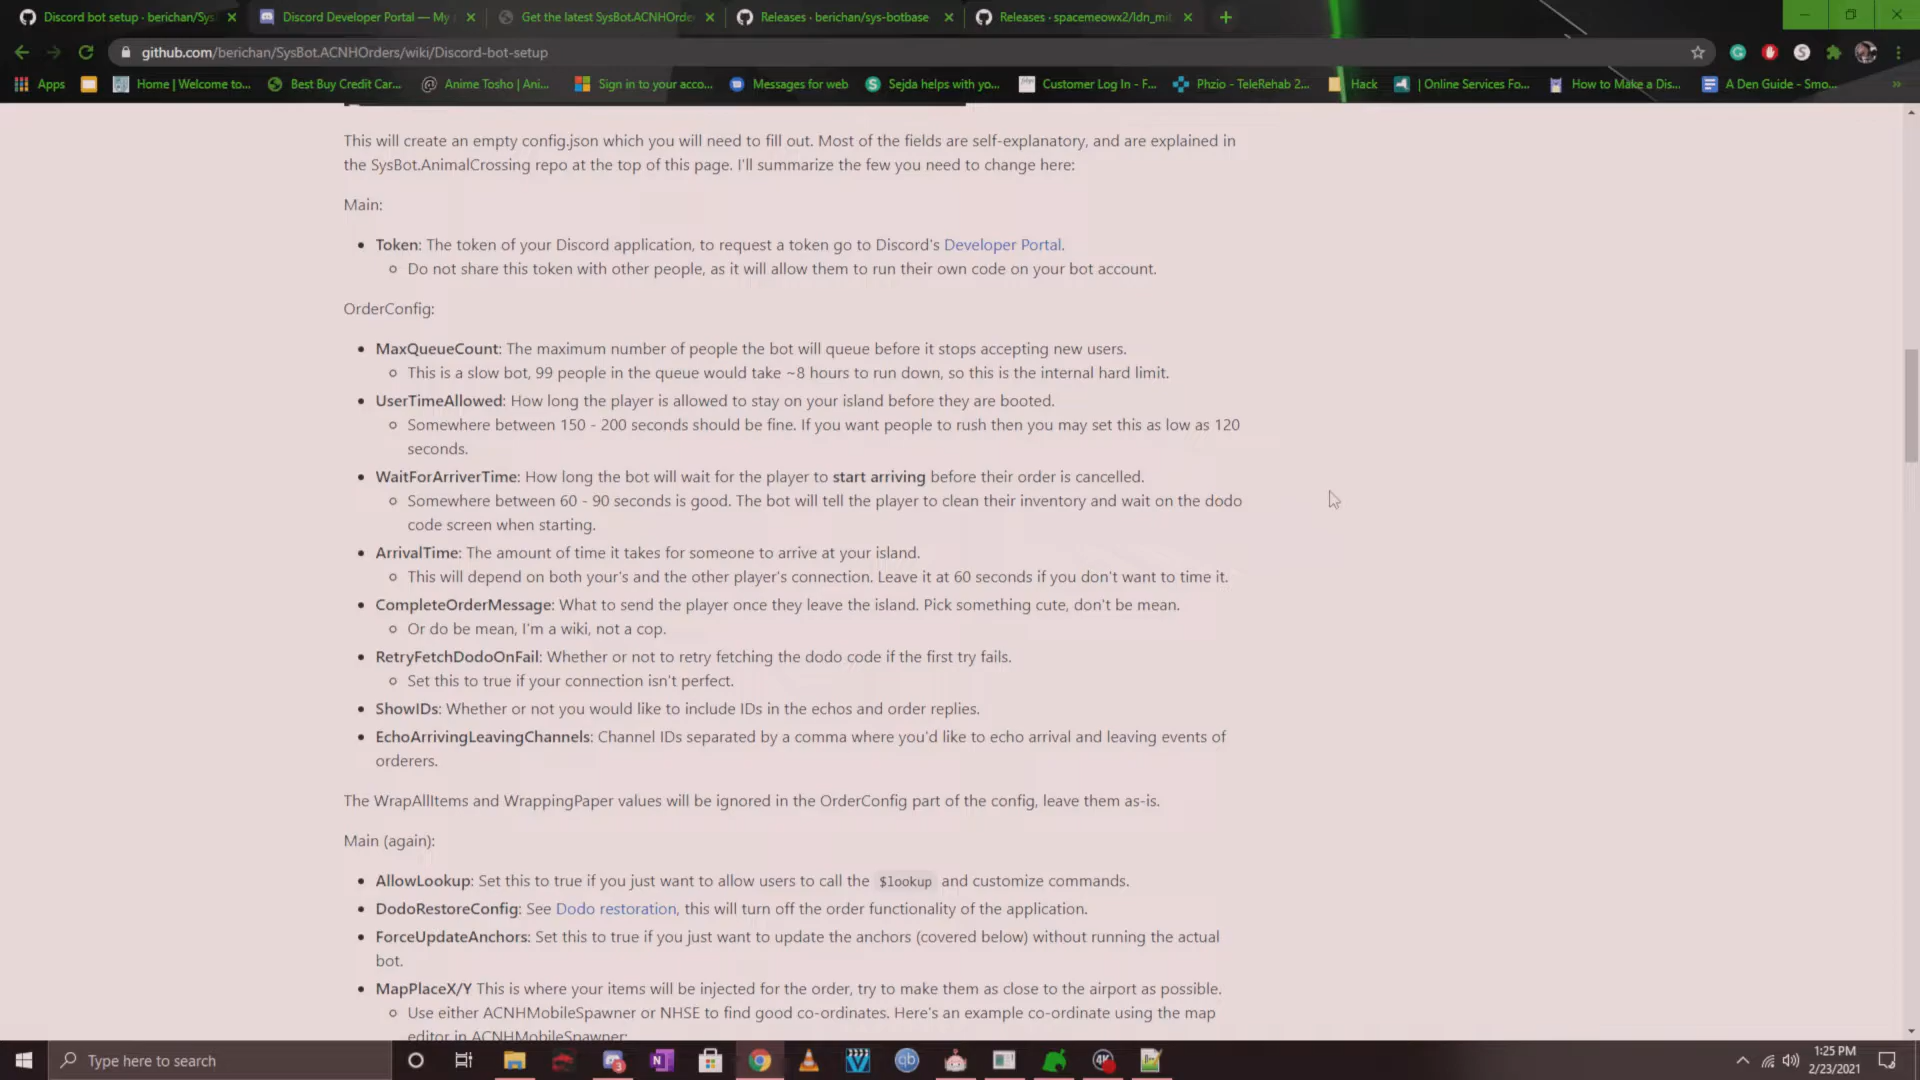 Discord bot setup · berichan/Sys
Discord Developer Portal — My
Get the latest SysBot.ACNHOrde
Releases · berichan/sys-botbase
Releases · spacemeowx2/ldn_mit
github.com/berichan/SysBot.ACNHOrders/wiki/Discord-bot-setup
Apps
Home | Welcome to...
Best Buy Credit Car...
Anime Tosho | Ani...
Sign in to your acco...
Messages for web
Sejda helps with yo...
Customer Log In - F...
Phzio - TeleRehab 2...
Hack
| Online Services Fo...
How to Make a Dis...
A Den Guide - Smo...
This will create an empty config.json which you will need to fill out. Most of the fields are self-explanatory, and are explained in
the SysBot.AnimalCrossing repo at the top of this page. I'll summarize the few you need to change here:
Main:
Token: The token of your Discord application, to request a token go to Discord's Developer Portal.
Do not share this token with other people, as it will allow them to run their own code on your bot account.
OrderConfig:
MaxQueueCount: The maximum number of people the bot will queue before it stops accepting new users.
This is a slow bot, 99 people in the queue would take ~8 hours to run down, so this is the internal hard limit.
UserTimeAllowed: How long the player is allowed to stay on your island before they are booted.
Somewhere between 150 - 200 seconds should be fine. If you want people to rush then you may set this as low as 120
seconds.
WaitForArriverTime: How long the bot will wait for the player to start arriving before their order is cancelled.
Somewhere between 60 - 90 seconds is good. The bot will tell the player to clean their inventory and wait on the dodo
code screen when starting.
ArrivalTime: The amount of time it takes for someone to arrive at your island.
This will depend on both your's and the other player's connection. Leave it at 60 seconds if you don't want to time it.
CompleteOrderMessage: What to send the player once they leave the island. Pick something cute, don't be mean.
Or do be mean, I'm a wiki, not a cop.
RetryFetchDodoOnFail: Whether or not to retry fetching the dodo code if the first try fails.
Set this to true if your connection isn't perfect.
ShowIDs: Whether or not you would like to include IDs in the echos and order replies.
EchoArrivingLeavingChannels: Channel IDs separated by a comma where you'd like to echo arrival and leaving events of
orderers.
The WrapAllItems and WrappingPaper values will be ignored in the OrderConfig part of the config, leave them as-is.
Main (again):
AllowLookup: Set this to true if you just want to allow users to call the $lookup and customize commands.
DodoRestoreConfig: See Dodo restoration, this will turn off the order functionality of the application.
ForceUpdateAnchors: Set this to true if you just want to update the anchors (covered below) without running the actual
bot.
MapPlaceX/Y This is where your items will be injected for the order, try to make them as close to the airport as possible.
Use either ACNHMobileSpawner or NHSE to find good co-ordinates. Here's an example co-ordinate using the map
editor in ACNHMobileSpawner:
Type here to search
1:25 PM
2/23/2021